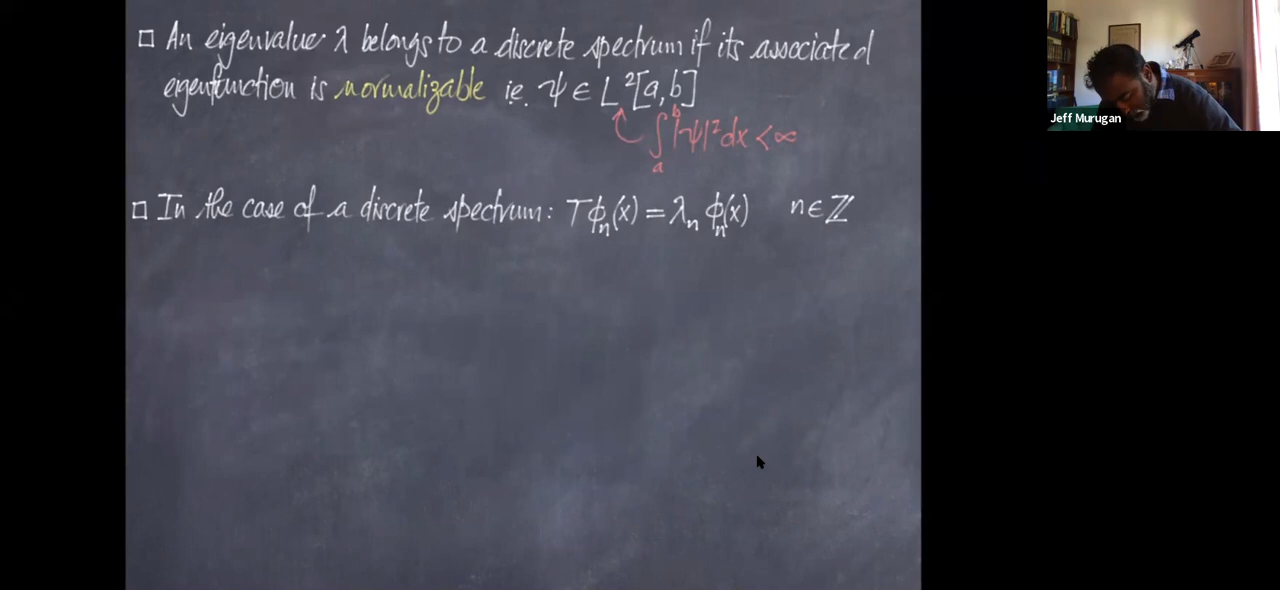 □ An eigenvalue λ belongs to a discrete spectrum if its associated
eigenfunction is normalizable i.e. ψ ∈ L²[a,b]
∫ₐᵇ |ψ|² dx < ∞
□ In the case of a discrete spectrum: Tϕₙ(x) = λₙ ϕₙ(x) n ∈ ℤ
Jeff Murugan